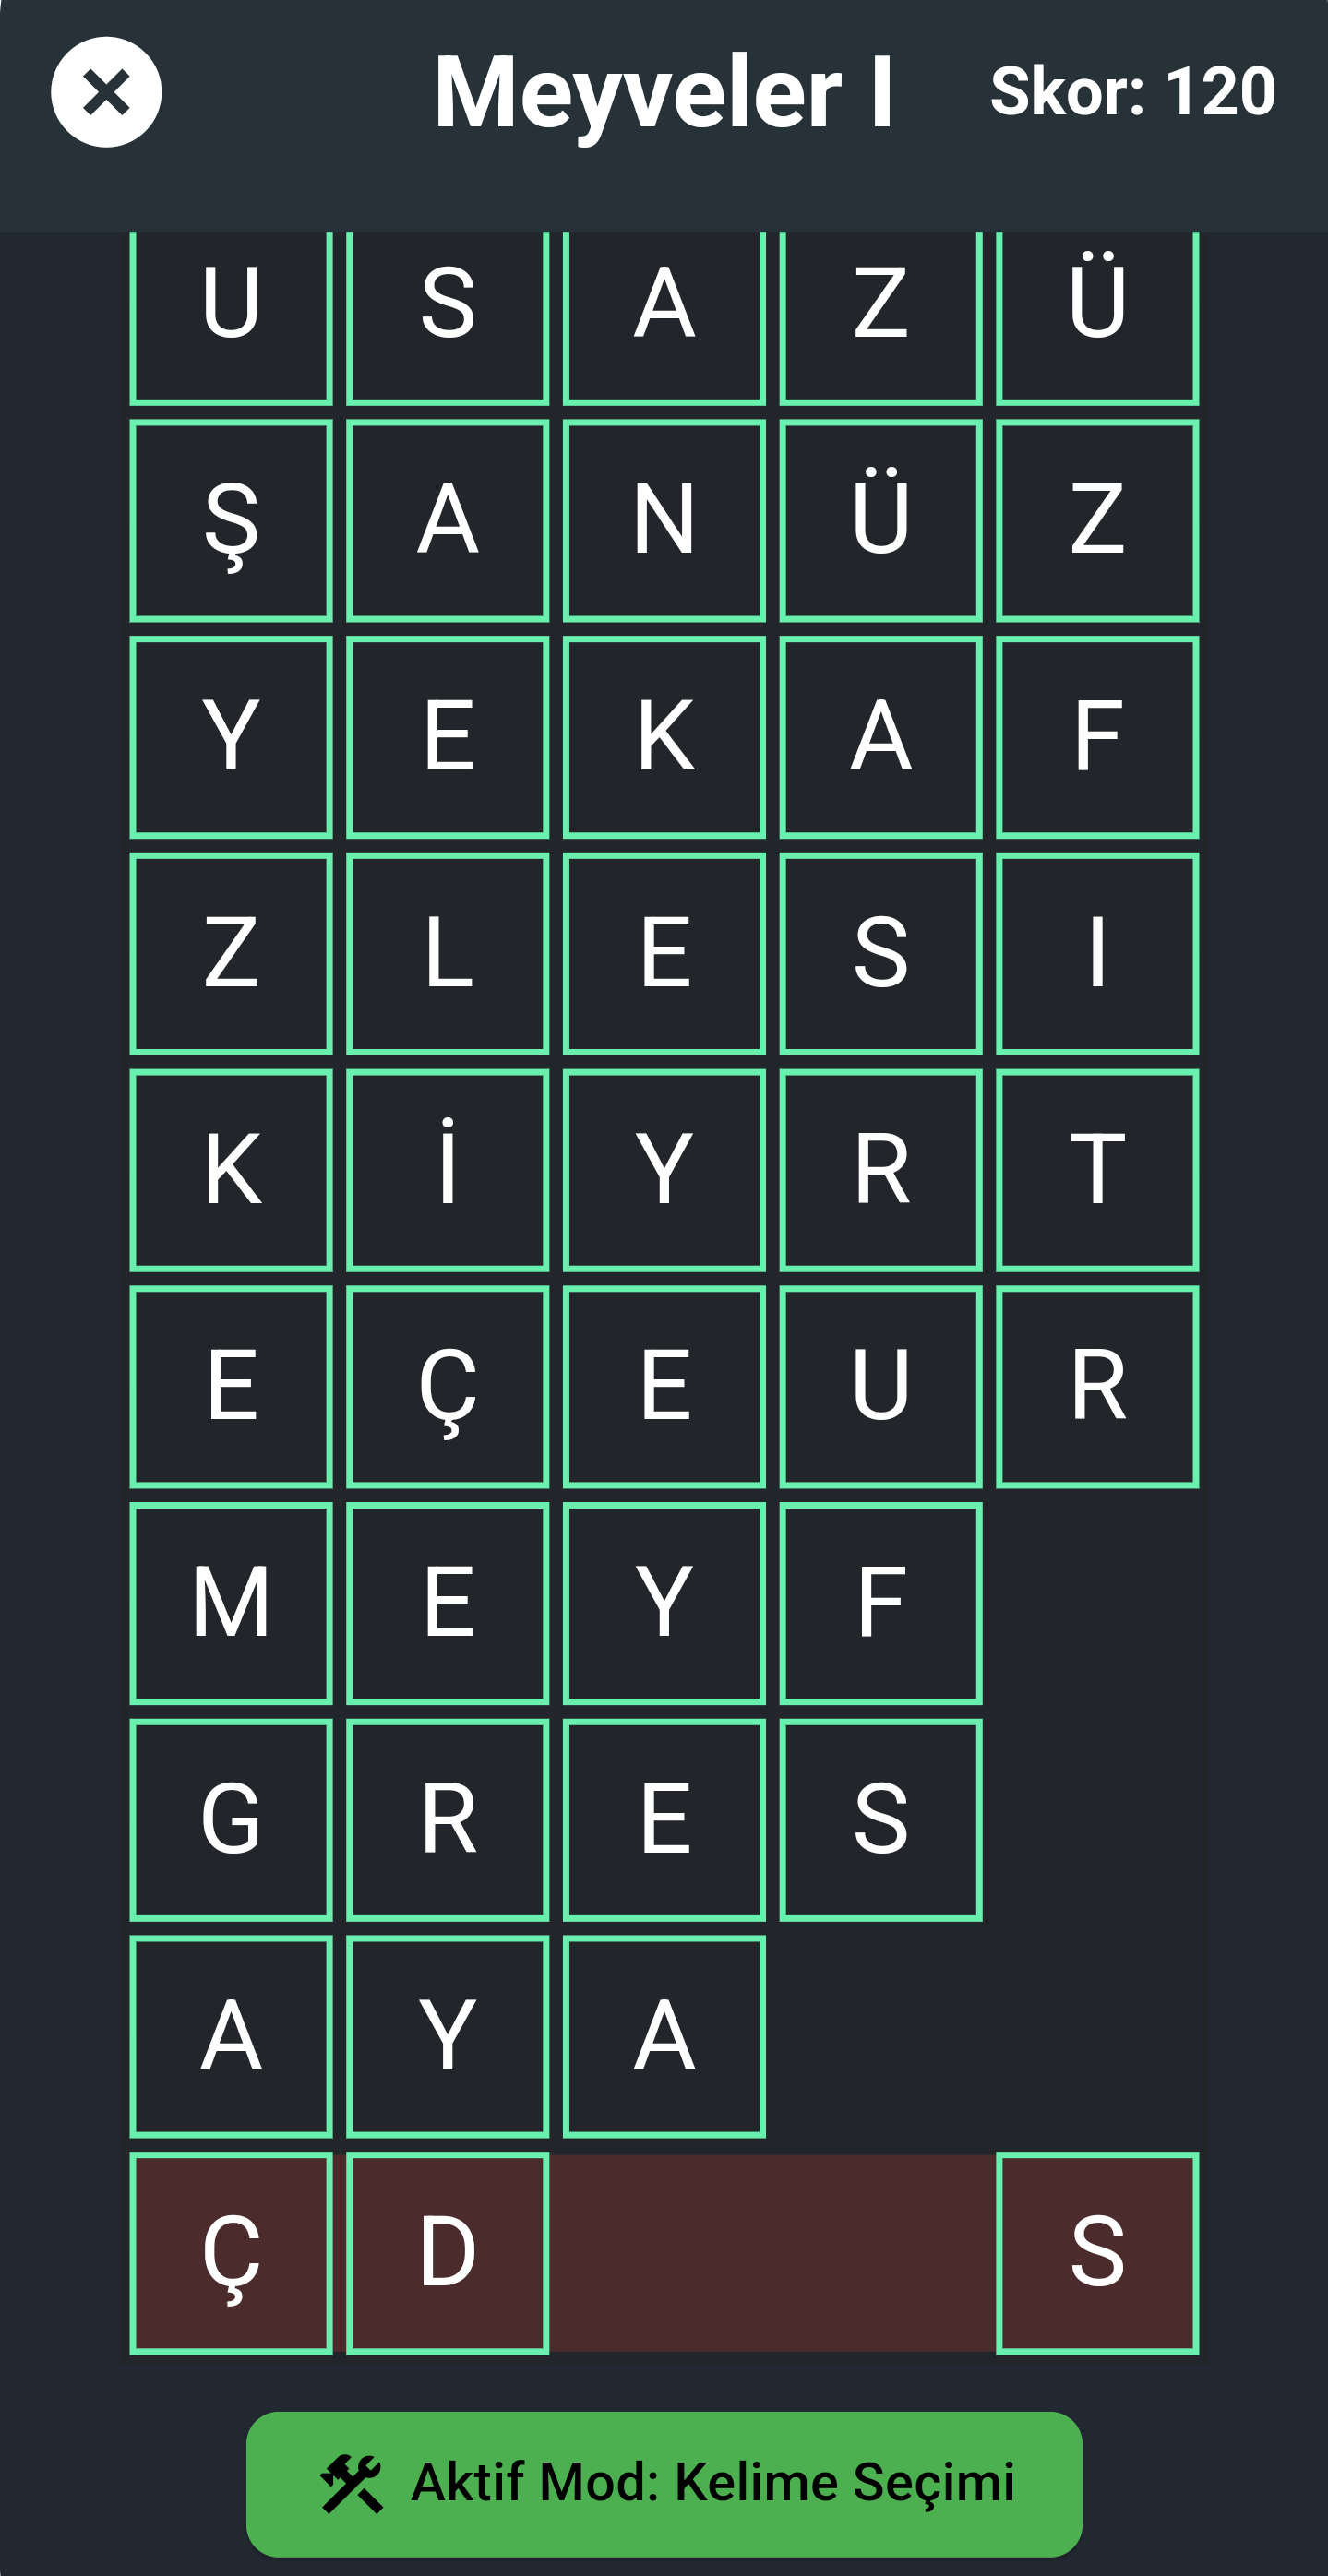 Meyveler I Skor: 120
U S A Z Ü
Ş A N Ü Z
Y E K A F
Z L E S I
K İ Y R T
E Ç E U R
M E Y F
G R E S
A Y A
Ç D S
Aktif Mod: Kelime Seçimi